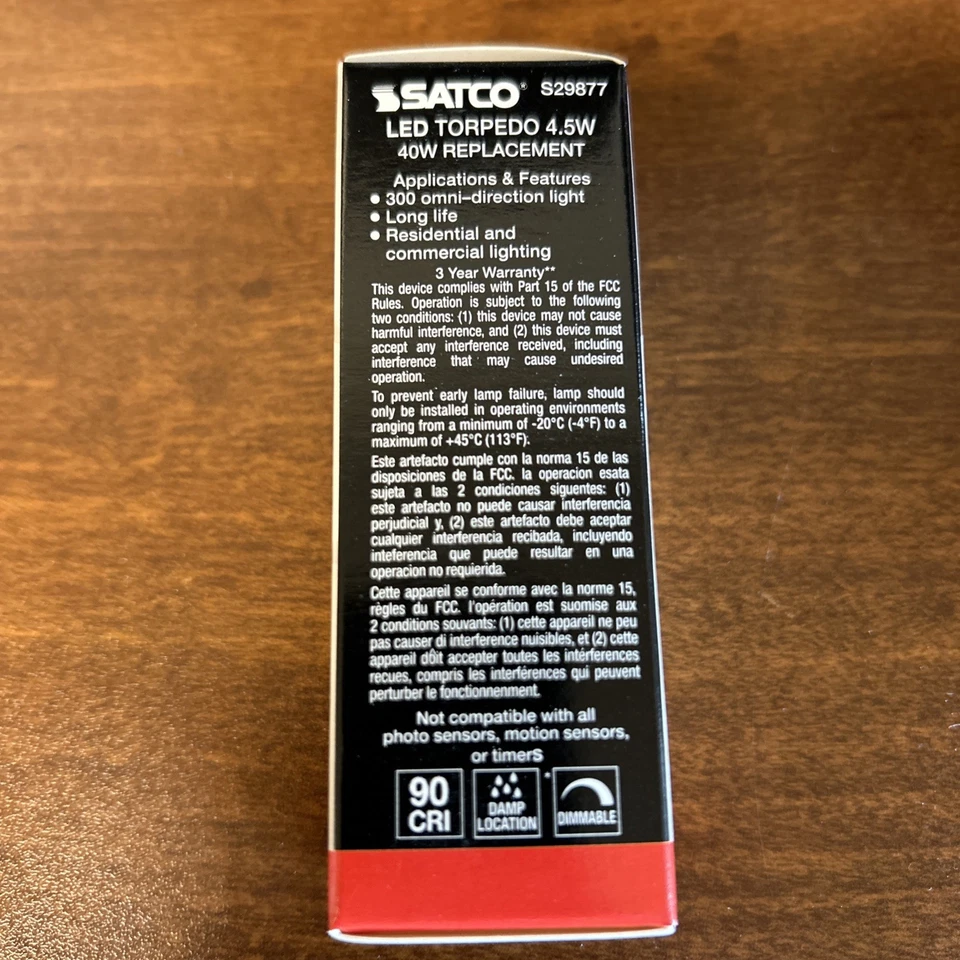 SATCO® S29877
LED TORPEDO 4.5W
40W REPLACEMENT
Applications & Features
• 300 omni-direction light
• Long life
• Residential and
commercial lighting
3 Year Warranty**
This device complies with Part 15 of the FCC
Rules. Operation is subject to the following
two conditions: (1) this device may not cause
harmful interference, and (2) this device must
accept any interference received, including
interference that may cause undesired
operation.
To prevent early lamp failure, lamp should
only be installed in operating environments
ranging from a minimum of -20°C (-4°F) to a
maximum of +45°C (113°F).
Este artefacto cumple con la norma 15 de las
disposiciones de la FCC. la operacion esata
sujeta a las 2 condiciones siguentes: (1)
este artefacto no puede causar interferencia
perjudicial y, (2) este artefacto debe aceptar
cualquier interferencia recibada, incluyendo
inteferencia que puede resultar en una
operacion no requierida.
Cette appareil se conforme avec la norme 15,
règles du FCC. l'opération est suomise aux
2 conditions souvants: (1) cette appareil ne peu
pas causer di interference nuisibles, et (2) cette
appareil dôit accepter toutes les intérferences
recues, compris les interférences qui peuvent
perturber le fonctionnenment.
Not compatible with all
photo sensors, motion sensors,
or timerS
90
CRI
DAMP
LOCATION
DIMMABLE